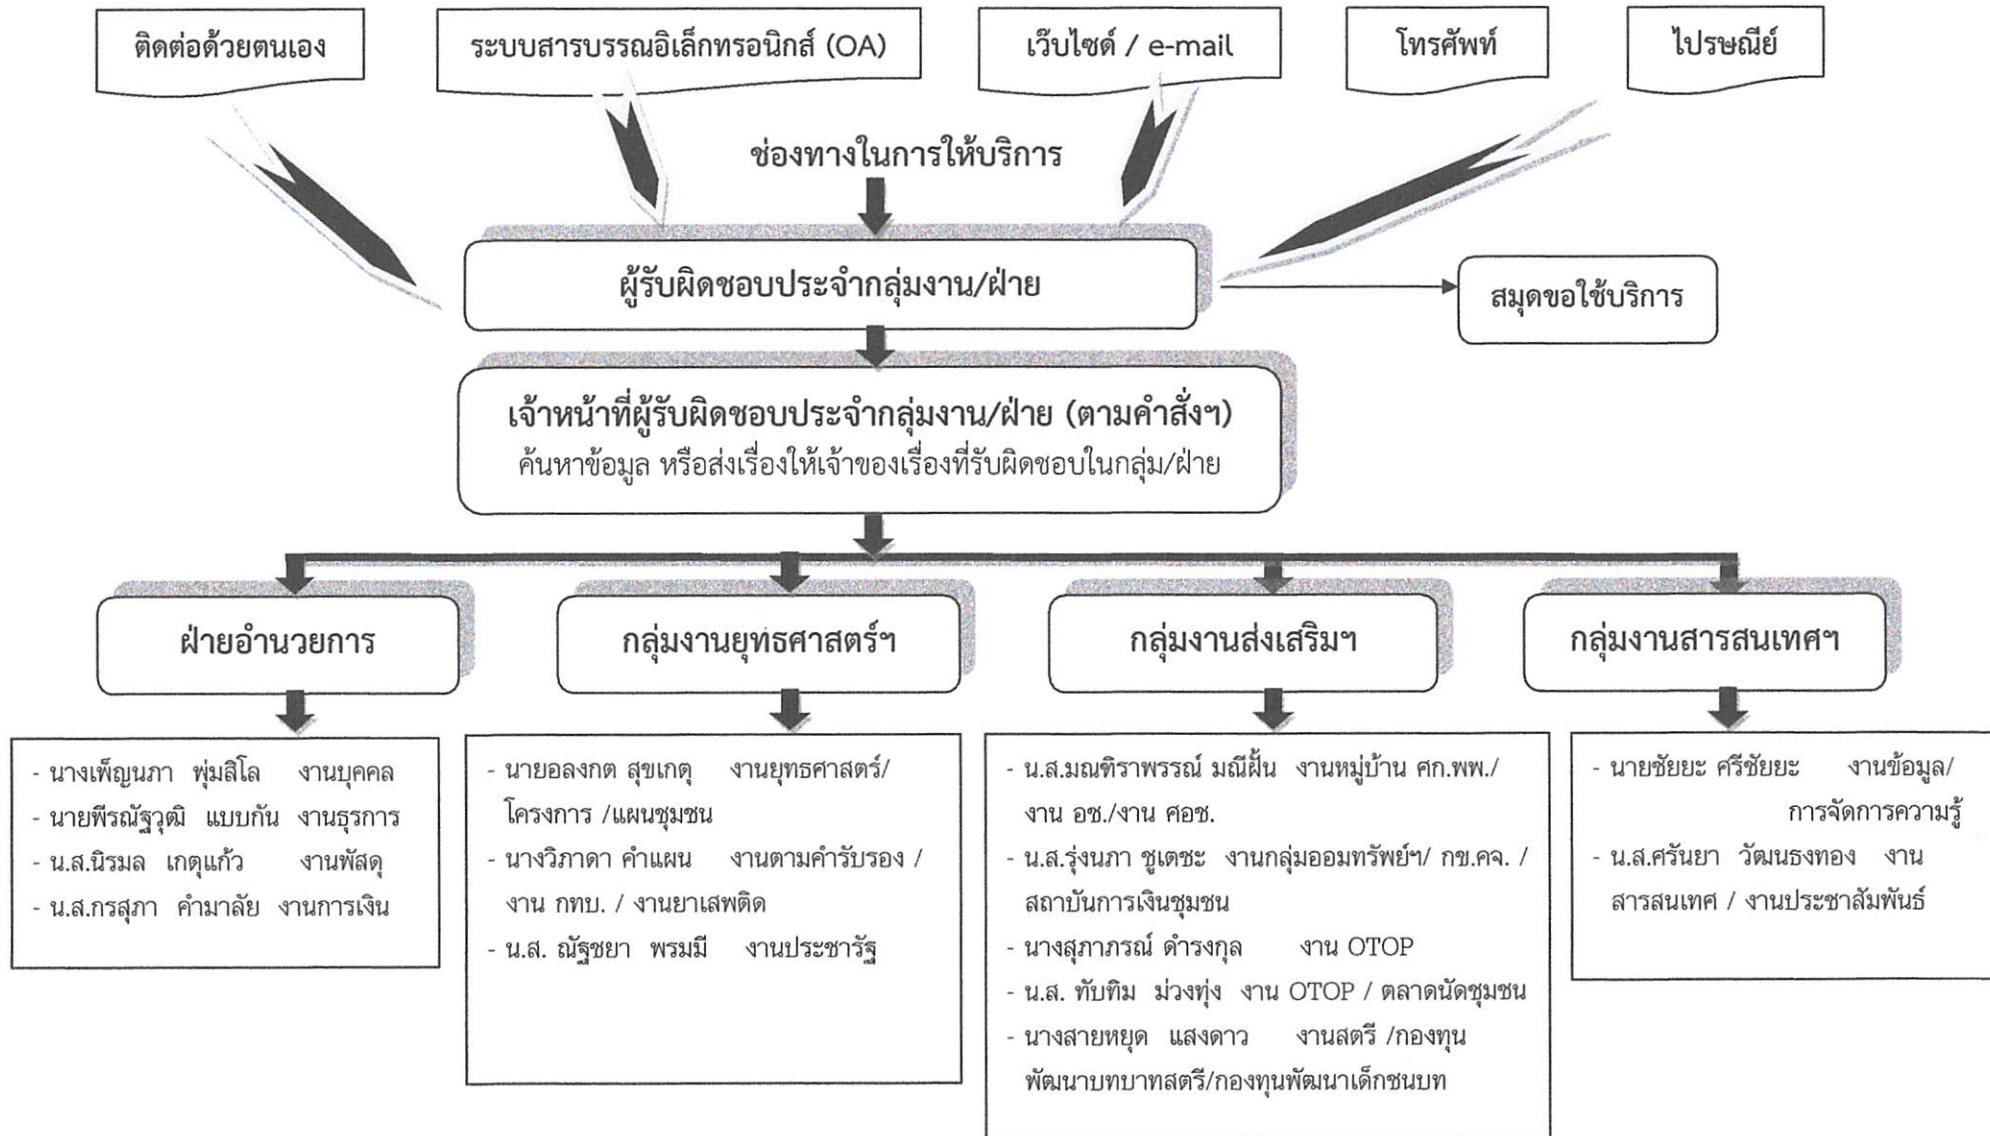 ติดต่อด้วยตนเอง
ระบบสารบรรณอิเล็กทรอนิกส์ (OA)
เว็บไซด์ / e-mail
โทรศัพท์
ไปรษณีย์
ช่องทางในการให้บริการ
ผู้รับผิดชอบประจำกลุ่มงาน/ฝ่าย
สมุดขอใช้บริการ
เจ้าหน้าที่ผู้รับผิดชอบประจำกลุ่มงาน/ฝ่าย (ตามคำสั่งฯ)
ค้นหาข้อมูล หรือส่งเรื่องให้เจ้าของเรื่องที่รับผิดชอบในกลุ่ม/ฝ่าย
ฝ่ายอำนวยการ
- นางเพ็ญนภา พุ่มสิโล งานบุคคล
- นายพีรณัฐวุฒิ แบบกัน งานธุรการ
- น.ส.นิรมล เกตุแก้ว งานพัสดุ
- น.ส.กรสุภา คำมาลัย งานการเงิน
กลุ่มงานยุทธศาสตร์ฯ
- นายอลงกต สุขเกตุ งานยุทธศาสตร์/
โครงการ /แผนชุมชน
- นางวิภาดา คำแผน งานตามคำรับรอง /
งาน กทบ. / งานยาเสพติด
- น.ส. ณัฐชยา พรมมี งานประชารัฐ
กลุ่มงานส่งเสริมฯ
- น.ส.มณฑิราพรรณ์ มณีฝั้น งานหมู่บ้าน ศก.พพ./
งาน อช./งาน ศอช.
- น.ส.รุ่งนภา ชูเตชะ งานกลุ่มออมทรัพย์ฯ/ กข.คจ. /
สถาบันการเงินชุมชน
- นางสุภาภรณ์ ดำรงกุล งาน OTOP
- น.ส. ทับทิม ม่วงทุ่ง งาน OTOP / ตลาดนัดชุมชน
- นางสายหยุด แสงดาว งานสตรี /กองทุน
พัฒนาบทบาทสตรี/กองทุนพัฒนาเด็กชนบท
กลุ่มงานสารสนเทศฯ
- นายชัยยะ ศรีชัยยะ งานข้อมูล/
การจัดการความรู้
- น.ส.ศรันยา วัฒนธงทอง งาน
สารสนเทศ / งานประชาสัมพันธ์